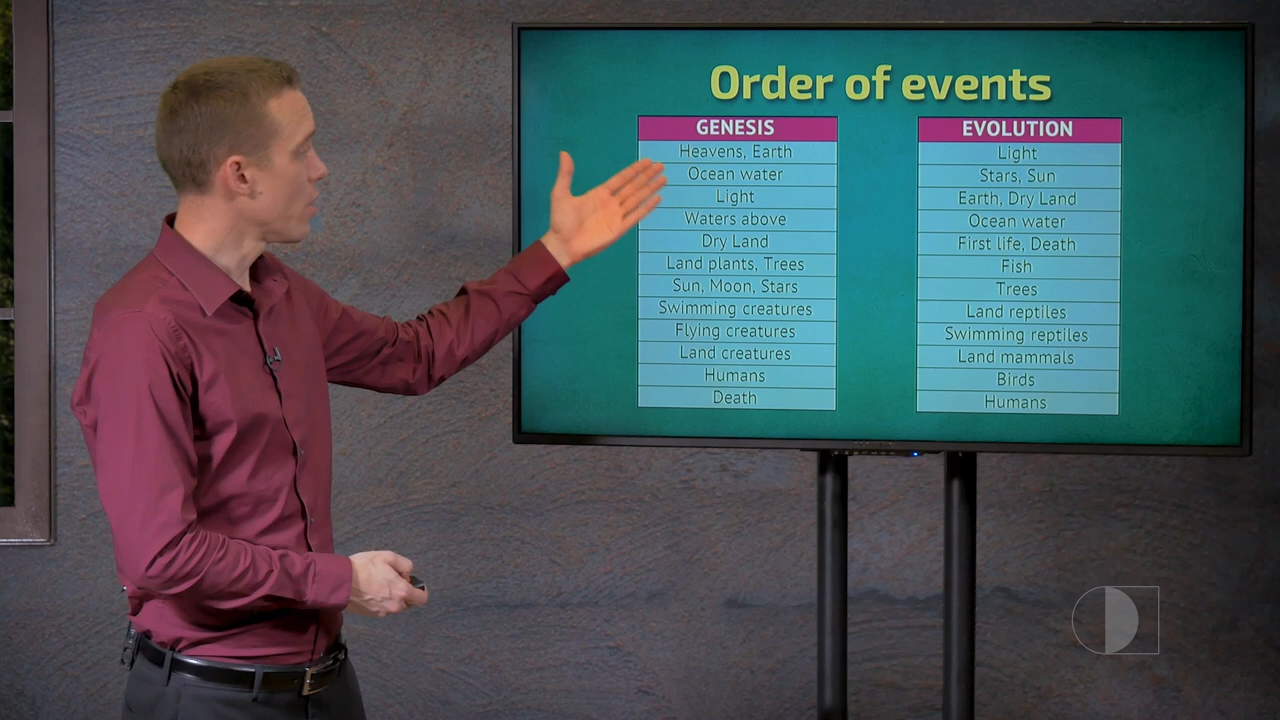 Order of events
GENESIS
Heavens, Earth
Ocean water
Light
Waters above
Dry Land
Land plants, Trees
Sun, Moon, Stars
Swimming creatures
Flying creatures
Land creatures
Humans
Death
EVOLUTION
Light
Stars, Sun
Earth, Dry Land
Ocean water
First life, Death
Fish
Trees
Land reptiles
Swimming reptiles
Land mammals
Birds
Humans